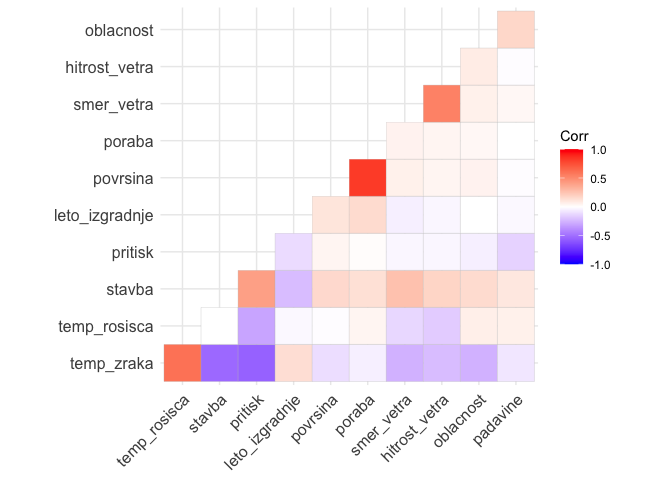 oblacnost
hitrost_vetra
smer_vetra
poraba
povrsina
leto_izgradnje
pritisk
stavba
temp_rosisca
temp_zraka
temp_rosisca
stavba
pritisk
leto_izgradnje
povrsina
poraba
smer_vetra
hitrost_vetra
oblacnost
padavine
Corr
1.0
0.5
0.0
-0.5
-1.0